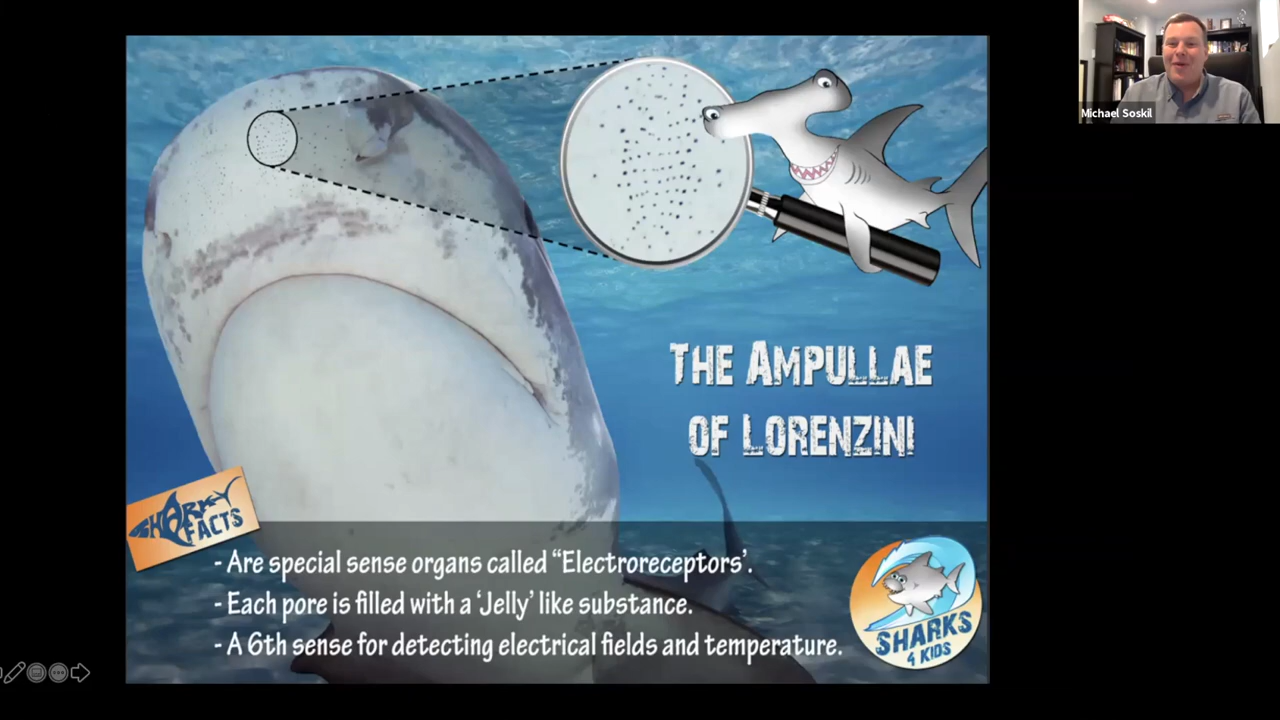 Michael Soskil
THE AMPULLAE
OF LORENZINI
SHARKY
FACTS
- Are special sense organs called “Electroreceptors’.
- Each pore is filled with a ‘Jelly’ like substance.
- A 6th sense for detecting electrical fields and temperature.
SHARKS
4 KIDS